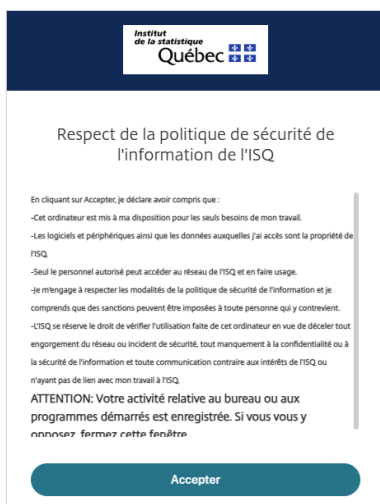 Institut
de la statistique
Québec
Respect de la politique de sécurité de
l'information de l'ISQ
En cliquant sur Accepter, je déclare avoir compris que :
-Cet ordinateur est mis à ma disposition pour les seuls besoins de mon travail.
-Les logiciels et périphériques ainsi que les données auxquelles j'ai accès sont la propriété de
l'ISQ.
-Seul le personnel autorisé peut accéder au réseau de l'ISQ et en faire usage.
-Je m'engage à respecter les modalités de la politique de sécurité de l'information et je
comprends que des sanctions peuvent être imposées à toute personne qui y contrevient.
-L'ISQ se réserve le droit de vérifier l'utilisation faite de cet ordinateur en vue de déceler tout
engorgement du réseau ou incident de sécurité, tout manquement à la confidentialité ou à
la sécurité de l'information et toute communication contraire aux intérêts de l'ISQ ou
n'ayant pas de lien avec mon travail à l'ISQ.
ATTENTION: Votre activité relative au bureau ou aux
programmes démarrés est enregistrée. Si vous vous y
opposez, fermez cette fenêtre
Accepter